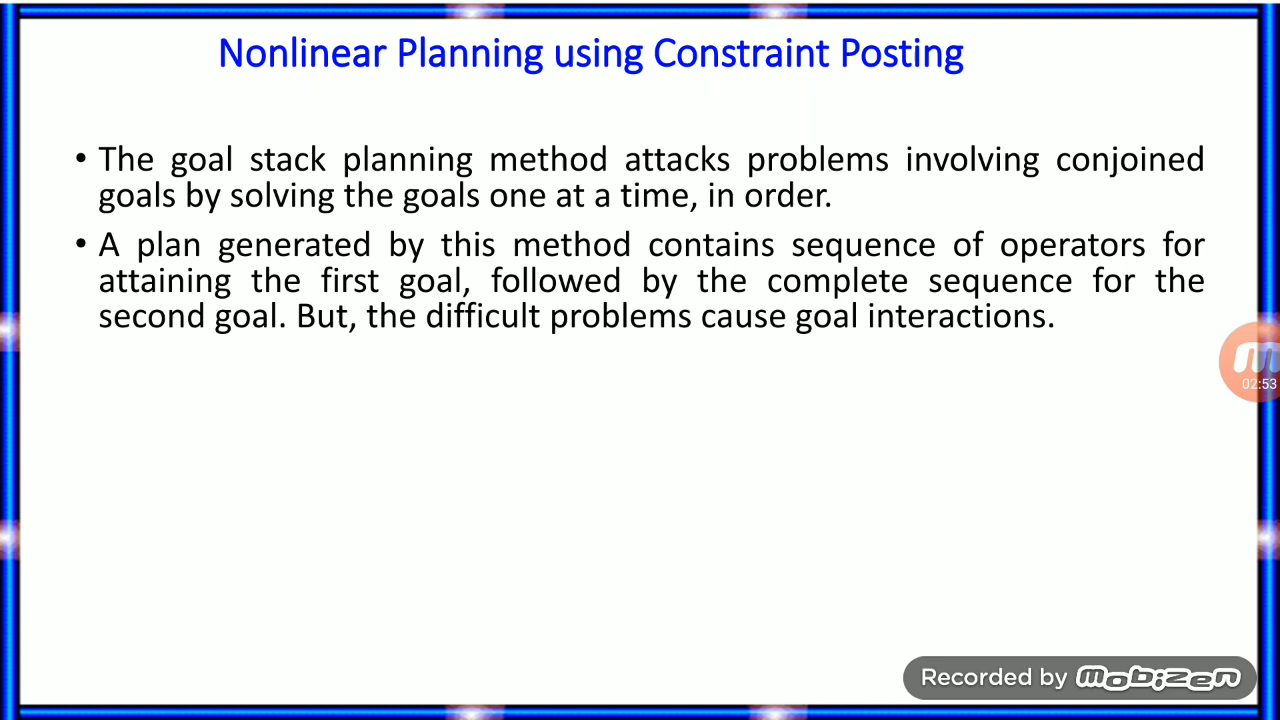 Nonlinear Planning using Constraint Posting
• The goal stack planning method attacks problems involving conjoined
goals by solving the goals one at a time, in order.
• A plan generated by this method contains sequence of operators for
attaining the first goal, followed by the complete sequence for the
second goal. But, the difficult problems cause goal interactions.
02:53
Recorded by Mobizen